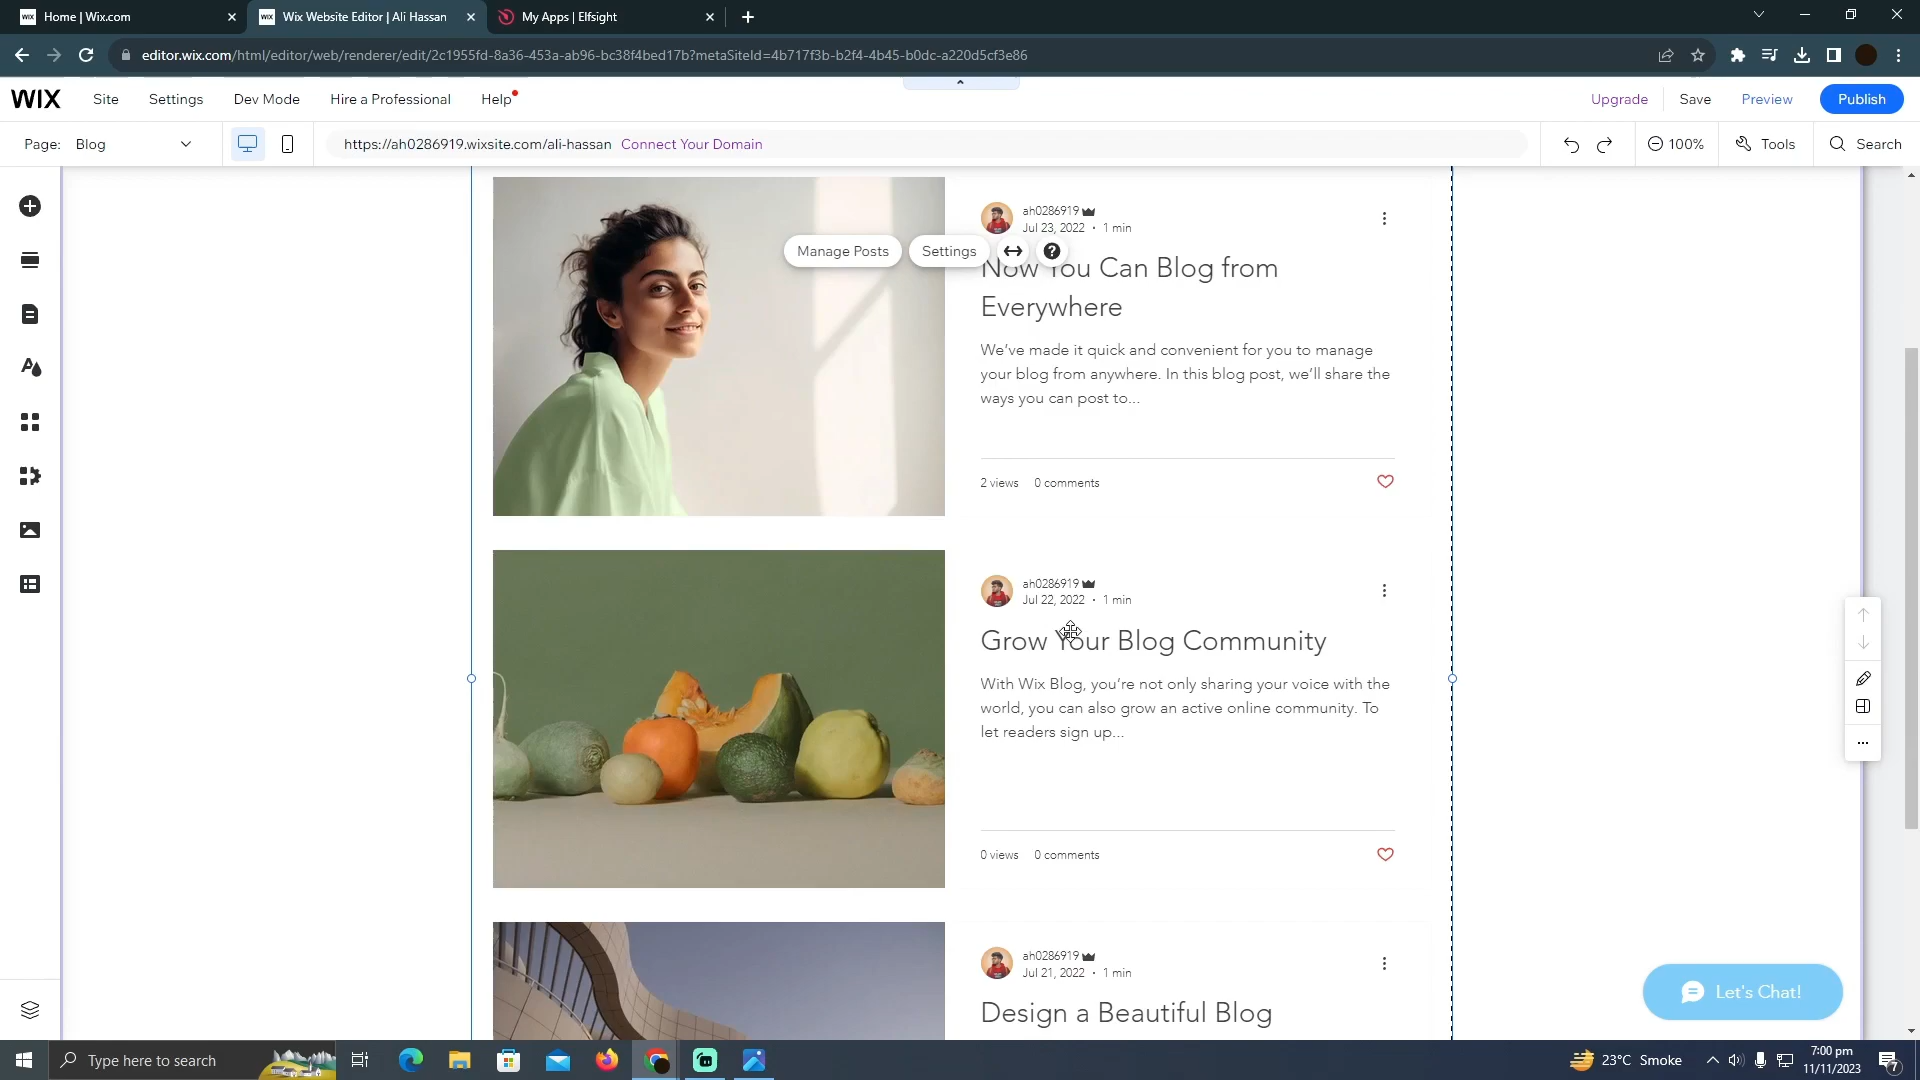 WIX Home | Wix.com
WIX Wix Website Editor | Ali Hassan
My Apps | Elfsight
editor.wix.com/html/editor/web/renderer/edit/2c1955fd-8a36-453a-ab96-bc38f4bed17b?metaSiteId=4b717f3b-b2f4-4b45-b0dc-a220d5cf3e86
WIX Site Settings Dev Mode Hire a Professional Help Upgrade Save Preview Publish
Page: Blog https://ah0286919.wixsite.com/ali-hassan Connect Your Domain 100% Tools Search
ah0286919
Jul 23, 2022 · 1 min
Manage Posts Settings ?
Now You Can Blog from
Everywhere
We've made it quick and convenient for you to manage
your blog from anywhere. In this blog post, we'll share the
ways you can post to...
2 views 0 comments
ah0286919
Jul 22, 2022 · 1 min
Grow Your Blog Community
With Wix Blog, you're not only sharing your voice with the
world, you can also grow an active online community. To
let readers sign up...
0 views 0 comments
ah0286919
Jul 21, 2022 · 1 min
Design a Beautiful Blog
Let's Chat!
Type here to search
23°C Smoke
7:00 pm
11/11/2023
7